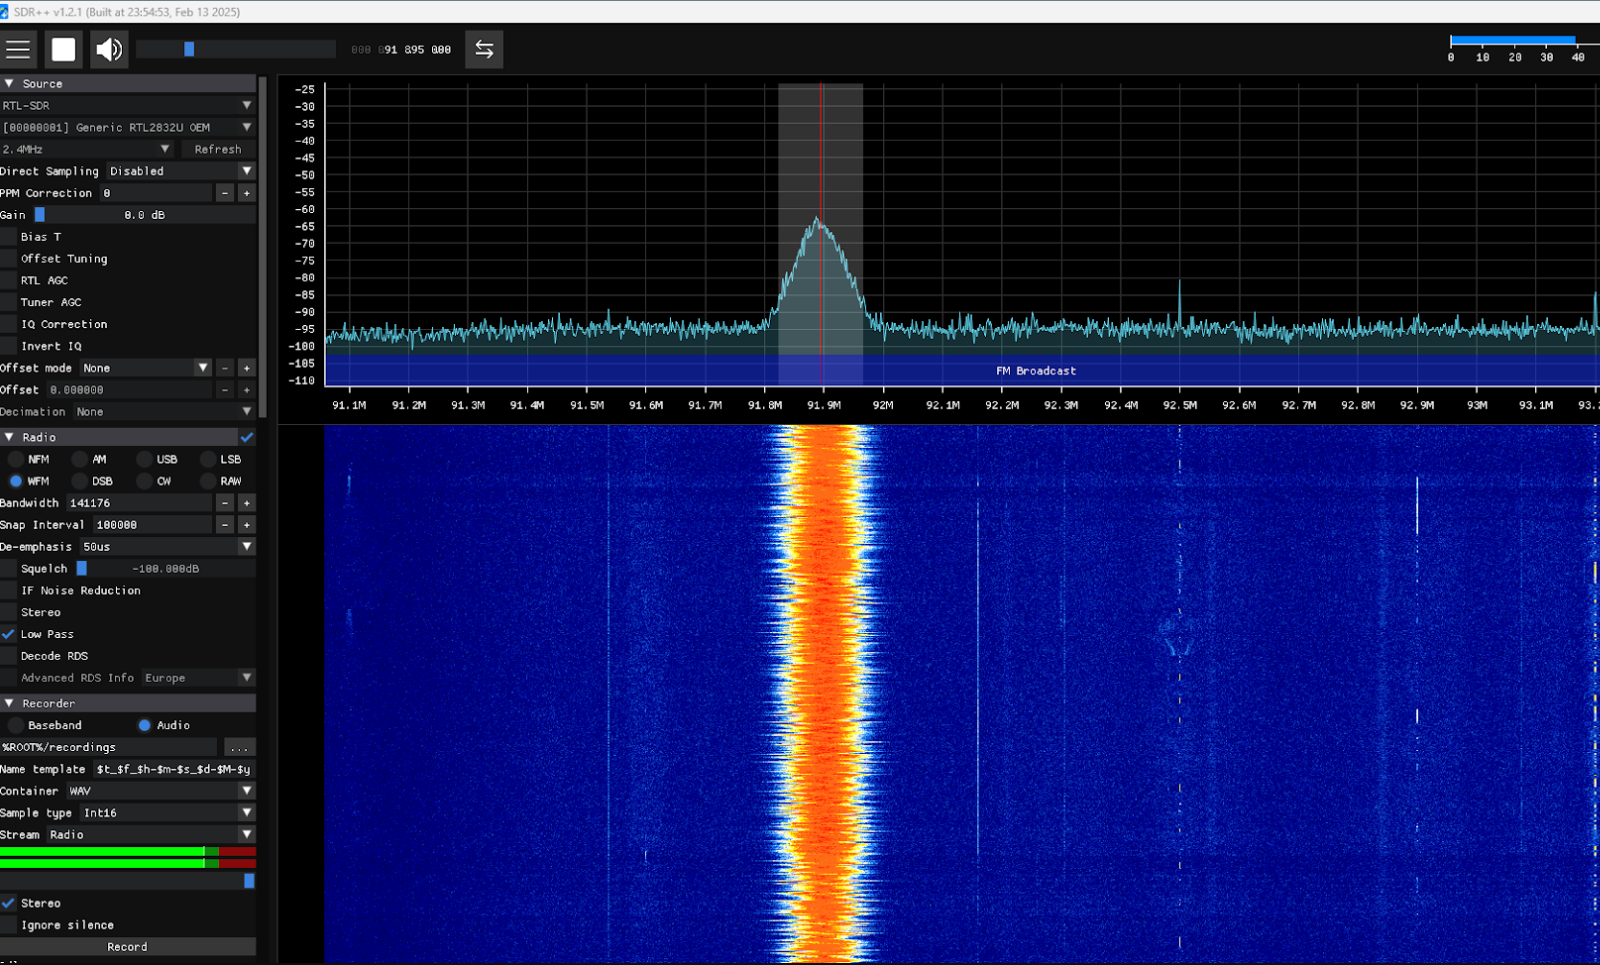 SDR++ v1.2.1 (Built at 23:54:53, Feb 13 2025)
000 091 895 000
0 10 20 30 40
Source
RTL-SDR
[00000001] Generic RTL2832U OEM
2.4MHz Refresh
Direct Sampling Disabled
PPM Correction 0 - +
Gain 0.0 dB
Bias T
Offset Tuning
RTL AGC
Tuner AGC
IQ Correction
Invert IQ
Offset mode None - +
Offset 0.000000 - +
Decimation None
Radio
NFM AM USB LSB
WFM DSB CW RAW
Bandwidth 141176 - +
Snap Interval 100000 - +
De-emphasis 50us
Squelch -100.000dB
IF Noise Reduction
Stereo
Low Pass
Decode RDS
Advanced RDS Info Europe
Recorder
Baseband Audio
%ROOT%/recordings ...
Name template $t_$f_$h-$m-$s_$d-$M-$y
Container WAV
Sample type Int16
Stream Radio
Stereo
Ignore silence
Record
-25
-30
-35
-40
-45
-50
-55
-60
-65
-70
-75
-80
-85
-90
-95
-100
-105
-110
FM Broadcast
91.1M 91.2M 91.3M 91.4M 91.5M 91.6M 91.7M 91.8M 91.9M 92M 92.1M 92.2M 92.3M 92.4M 92.5M 92.6M 92.7M 92.8M 92.9M 93M 93.1M